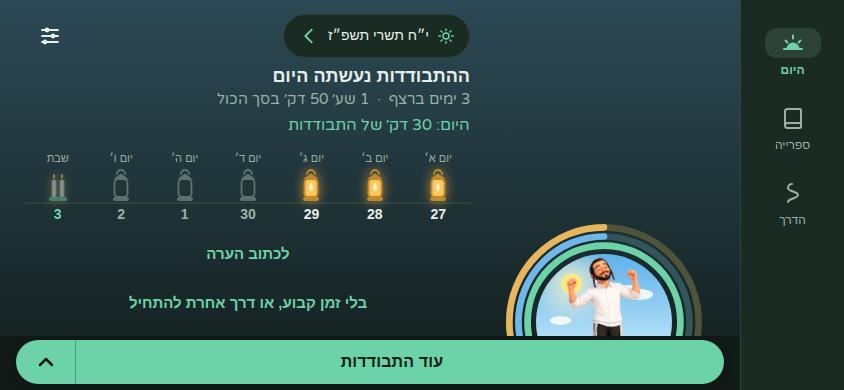 היום
ספרייה
הדרך
י״ח תשרי תשפ״ז
ההתבודדות נעשתה היום
3 ימים ברצף · 1 שע׳ 50 דק׳ בסך הכול
היום: 30 דק׳ של התבודדות
יום א׳ יום ב׳ יום ג׳ יום ד׳ יום ה׳ יום ו׳ שבת
27 28 29 30 1 2 3
לכתוב הערה
בלי זמן קבוע, או דרך אחרת להתחיל
עוד התבודדות